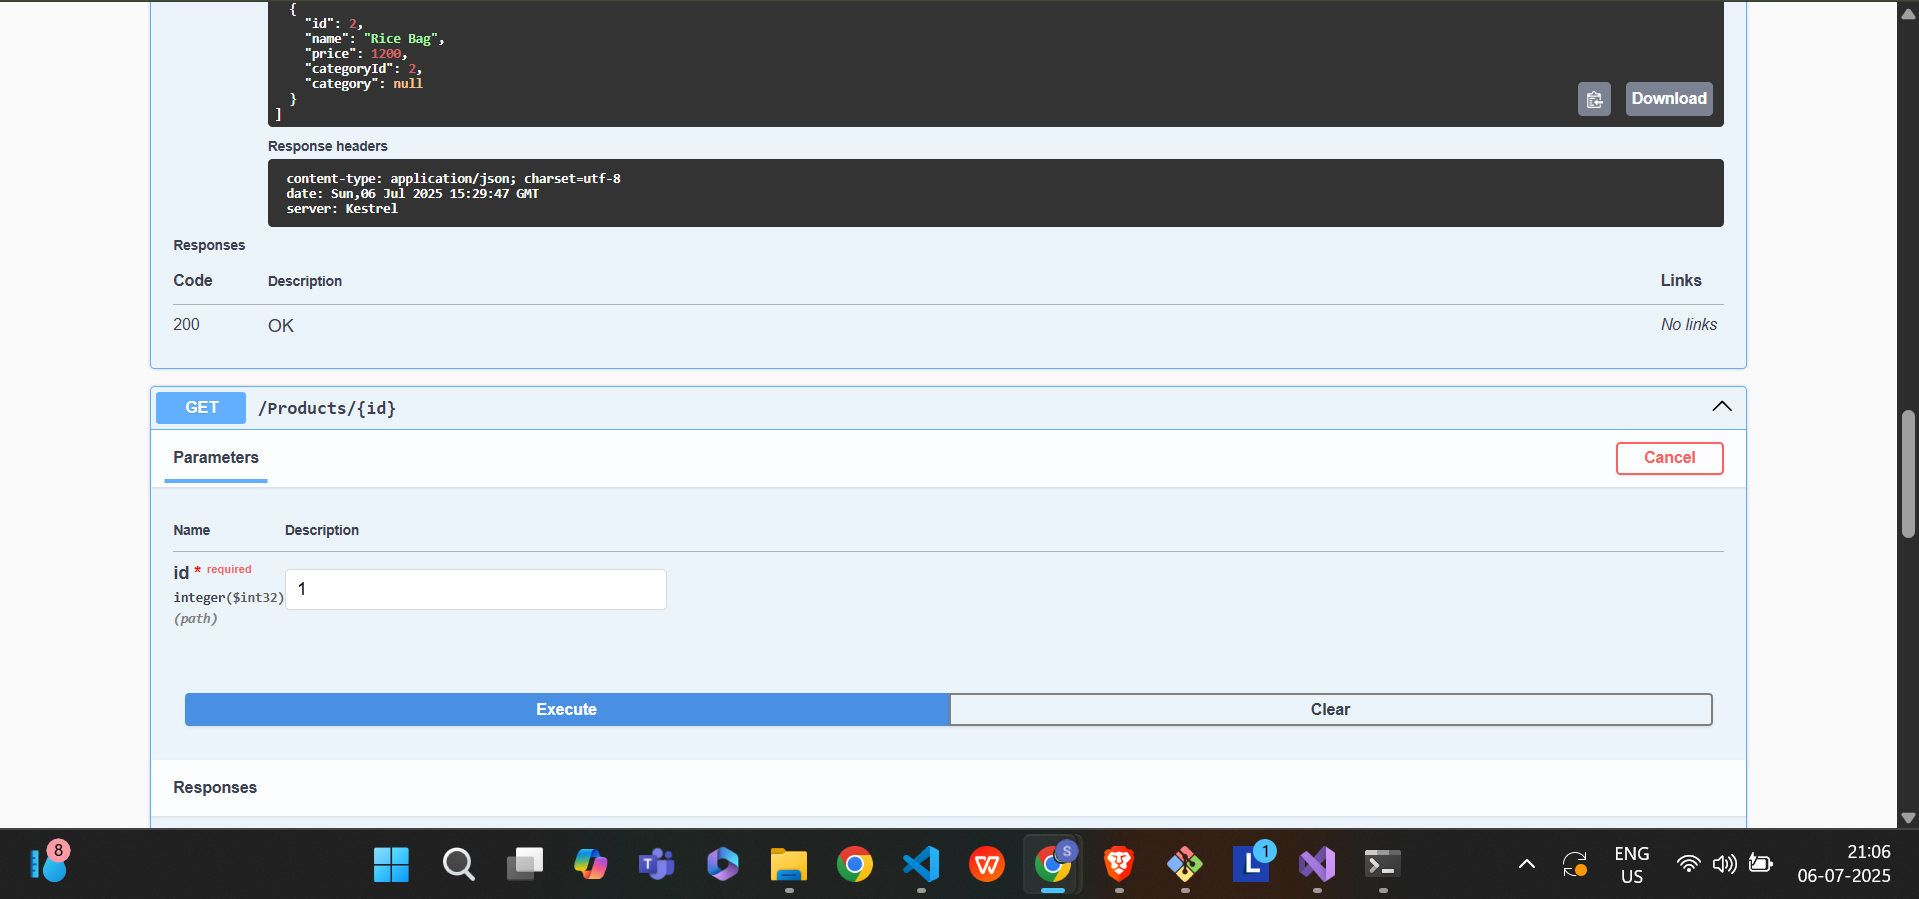 {
"id": 2,
"name": "Rice Bag",
"price": 1200,
"categoryId": 2,
"category": null
}
]
Download
Response headers
content-type: application/json; charset=utf-8
date: Sun,06 Jul 2025 15:29:47 GMT
server: Kestrel
Responses
Code Description Links
200 OK No links
GET /Products/{id}
Parameters Cancel
Name Description
id * required
integer($int32)
(path)
1
Execute Clear
Responses
8
S
1
L
ENG
US
21:06
06-07-2025